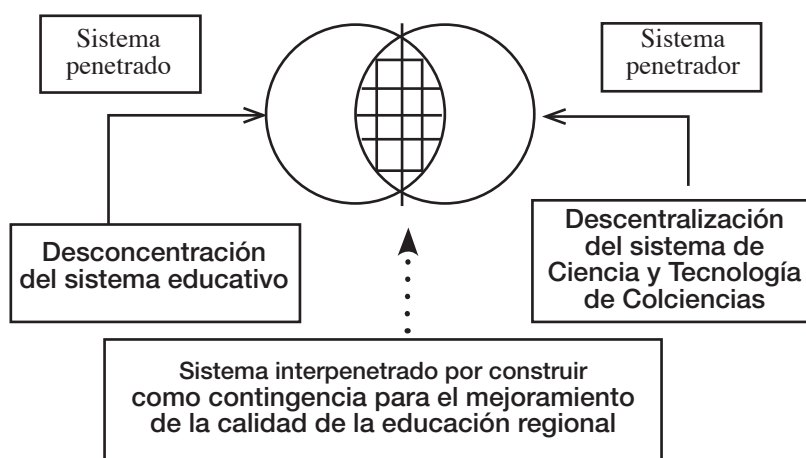 Sistema
penetrado
Sistema
penetrador
Desconcentración
del sistema educativo
Descentralización
del sistema de
Ciencia y Tecnología
de Colciencias
Sistema interpenetrado por construir
como contingencia para el mejoramiento
de la calidad de la educación regional